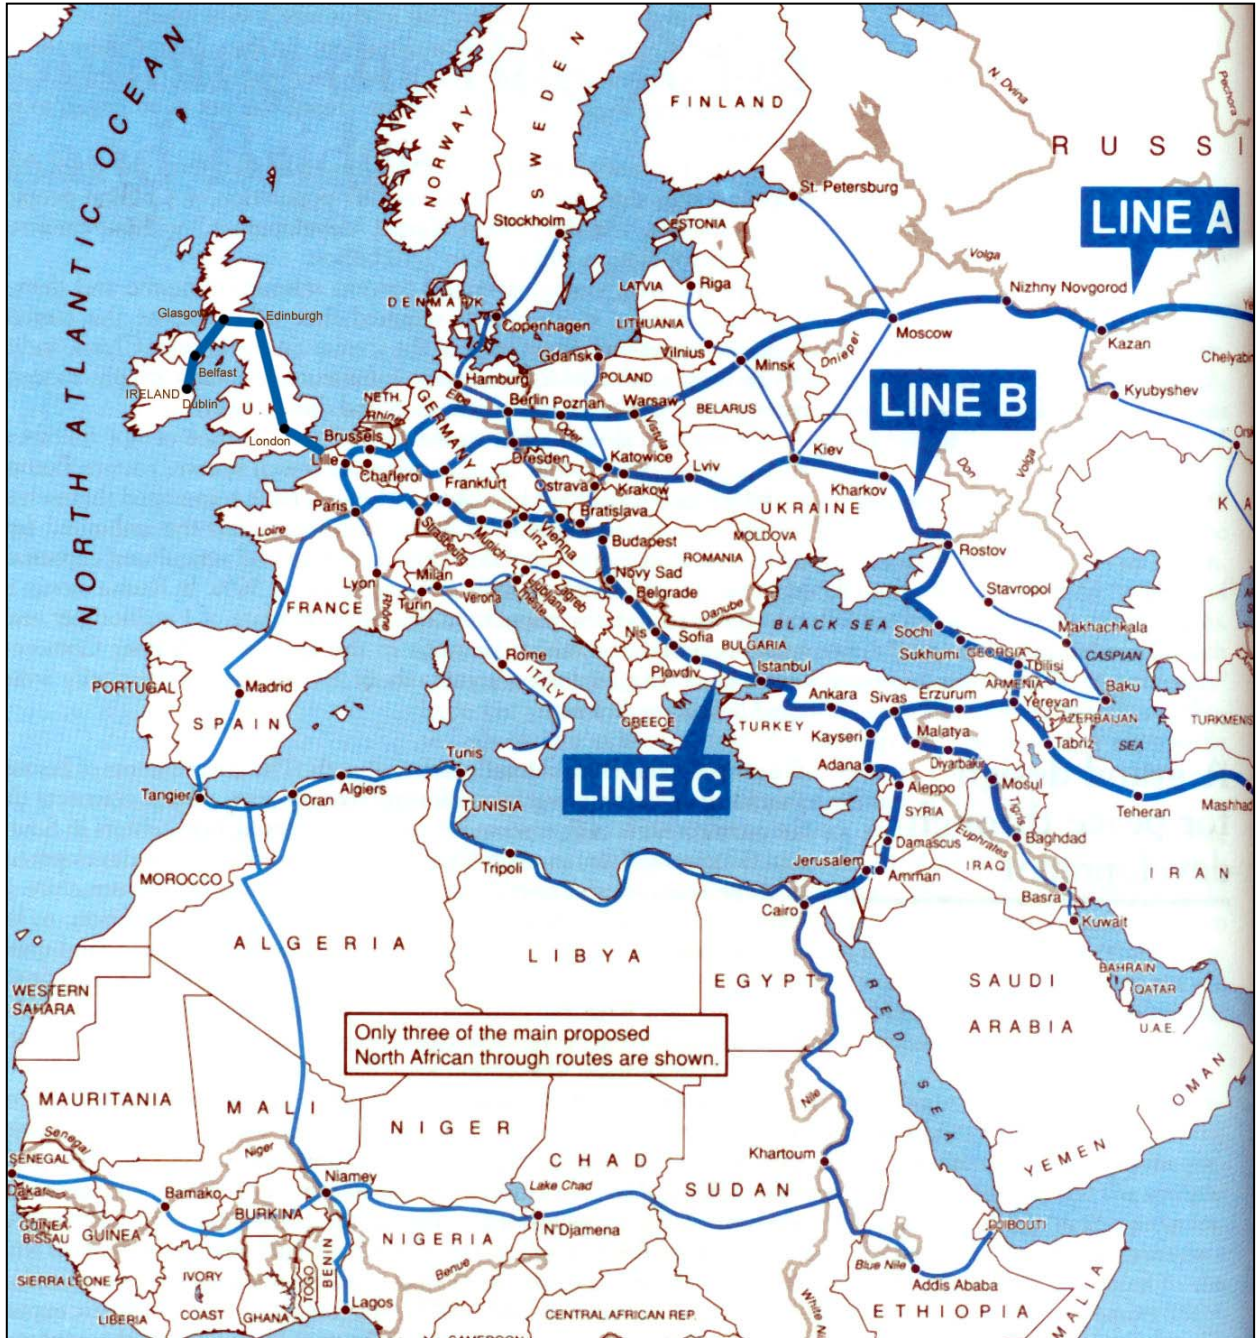 NORTH ATLANTIC OCEAN
NORWAY
SWEDEN
FINLAND
N. Dvina
Pechora
RUSSI
St. Petersburg
LINE A
Stockholm
ESTONIA
Volga
Nizhny Novgorod
LATVIA
Riga
DENMARK
Glasgow
Edinburgh
Copenhagen
LITHUANIA
Moscow
Kazan
Vilnius
Dnieper
Gdansk
Minsk
Chelyabi
Belfast
POLAND
Hamburg
Kyubyshev
IRELAND
Dublin
U.K
NETH.
Elbe
GERMANY
Berlin
Poznan
Warsaw
BELARUS
LINE B
Rhine
London
Brussels
Oder
Vistula
Lille
Dresden
Katowice
Kiev
Charleroi
Lviv
Don
Volga
Frankfurt
Ostrava
Krakow
Kharkov
K
Paris
Bratislava
UKRAINE
Loire
Strasbourg
Munich
Linz
Vienna
Budapest
MOLDOVA
ROMANIA
Rostov
Lyon
Milan
Novy Sad
Stavropol
FRANCE
Turin
Verona
Ljubljana
Trieste
Zagreb
Belgrade
Rhône
Danube
BLACK SEA
Sochi
Makhachkala
Nis
Sofia
BULGARIA
Sukhumi
GEORGIA
CASPIAN
Rome
Tbilisi
PORTUGAL
Madrid
ITALY
Plovdiv
Istanbul
ARMENIA
Baku
Ankara
Sivas
Erzurum
Yerevan
SPAIN
GREECE
TURKEY
AZERBAIJAN
TURKMENS
Kayseri
Malatya
SEA
Tunis
Diyarbakir
Tabriz
Adana
LINE C
Algiers
Mosul
Tangier
Oran
TUNISIA
Aleppo
Tigris
Teheran
Mashhad
SYRIA
Euphrates
Baghdad
Damascus
Tripoli
Jerusalem
IRAQ
MOROCCO
Amman
IRAN
Basra
Cairo
Kuwait
ALGERIA
LIBYA
EGYPT
BAHRAIN
WESTERN
SAHARA
SAUDI
ARABIA
QATAR
U.A.E.
RED SEA
Only three of the main proposed
North African through routes are shown.
OMAN
MAURITANIA
MALI
Nile
NIGER
Senegal
Niger
Khartoum
YEMEN
SENEGAL
CHAD
Dakar
Bamako
Niamey
Lake Chad
SUDAN
BURKINA
GUINEA
BISSAU
GUINEA
N'Djamena
DJIBOUTI
NIGERIA
BENIN
TOGO
Benue
Blue Nile
SIERRA LEONE
IVORY
COAST
Addis Ababa
Lagos
LIBERIA
GHANA
CENTRAL AFRICAN REP.
White Ni
ETHIOPIA
MALIA